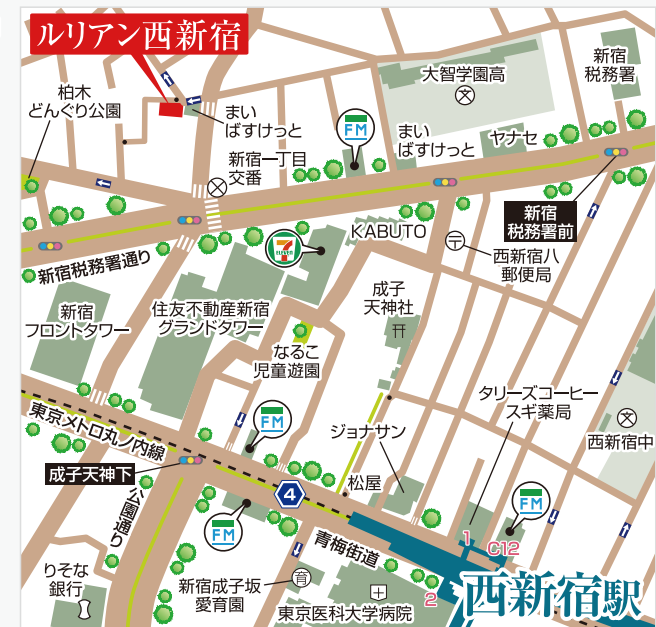 ルリアン西新宿
柏木
どんぐり公園
まい
ばすけっと
新宿一丁目
交番
FM
大智学園高
文
まい
ばすけっと
ヤナセ
新宿
税務署
新宿
税務署前
KABUTO
〒
西新宿八
郵便局
7
ELEVEN
新宿税務署通り
新宿
フロントタワー
住友不動産新宿
グランドタワー
成子
天神社
なるこ
児童遊園
タリーズコーヒー
スギ薬局
文
西新宿中
東京メトロ丸ノ内線
FM
ジョナサン
成子天神下
公園通り
4
松屋
FM
FM
青梅街道
1
C12
2
西新宿駅
りそな
銀行
新宿成子坂
愛育園
育
東京医科大学病院